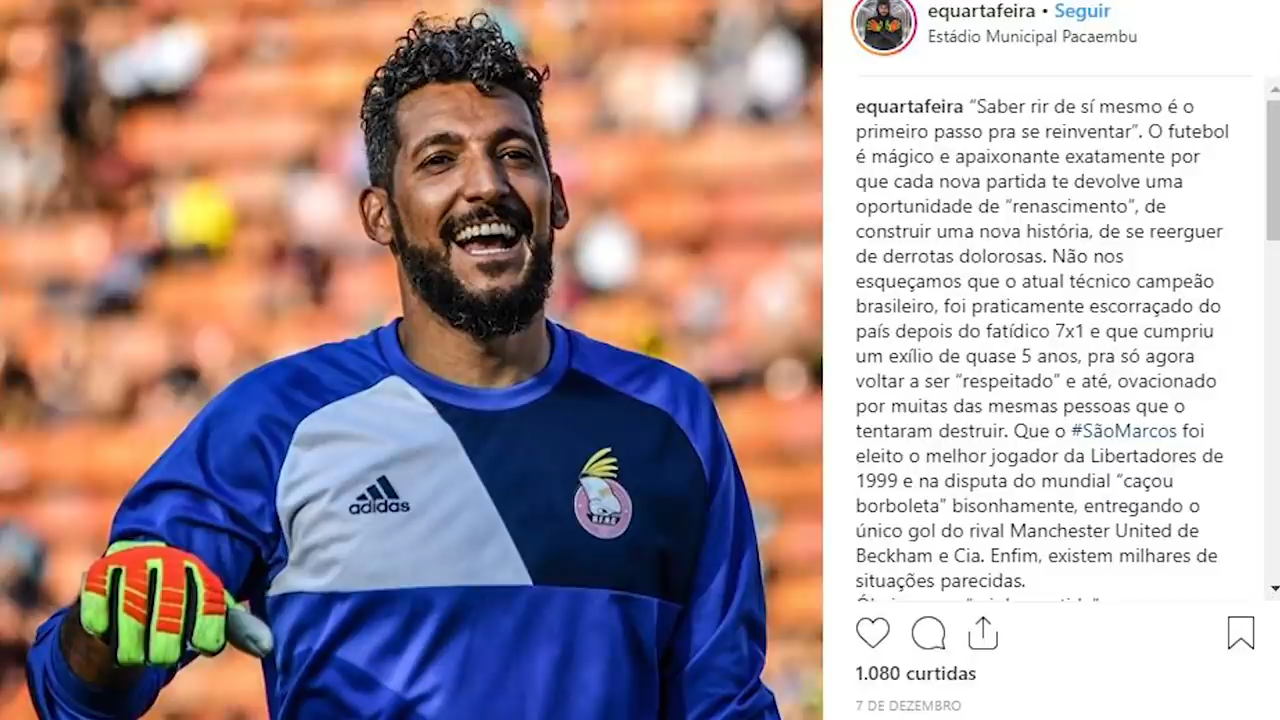 equartafeira • Seguir
Estádio Municipal Pacaembu
equartafeira “Saber rir de sí mesmo é o
primeiro passo pra se reinventar”. O futebol
é mágico e apaixonante exatamente por
que cada nova partida te devolve uma
oportunidade de “renascimento”, de
construir uma nova história, de se reerguer
de derrotas dolorosas. Não nos
esqueçamos que o atual técnico campeão
brasileiro, foi praticamente escorraçado do
país depois do fatídico 7x1 e que cumpriu
um exílio de quase 5 anos, pra só agora
voltar a ser “respeitado” e até, ovacionado
por muitas das mesmas pessoas que o
tentaram destruir. Que o #SãoMarcos foi
eleito o melhor jogador da Libertadores de
1999 e na disputa do mundial “caçou
borboleta” bisonhamente, entregando o
único gol do rival Manchester United de
Beckham e Cia. Enfim, existem milhares de
situações parecidas.
1.080 curtidas
7 DE DEZEMBRO
adidas